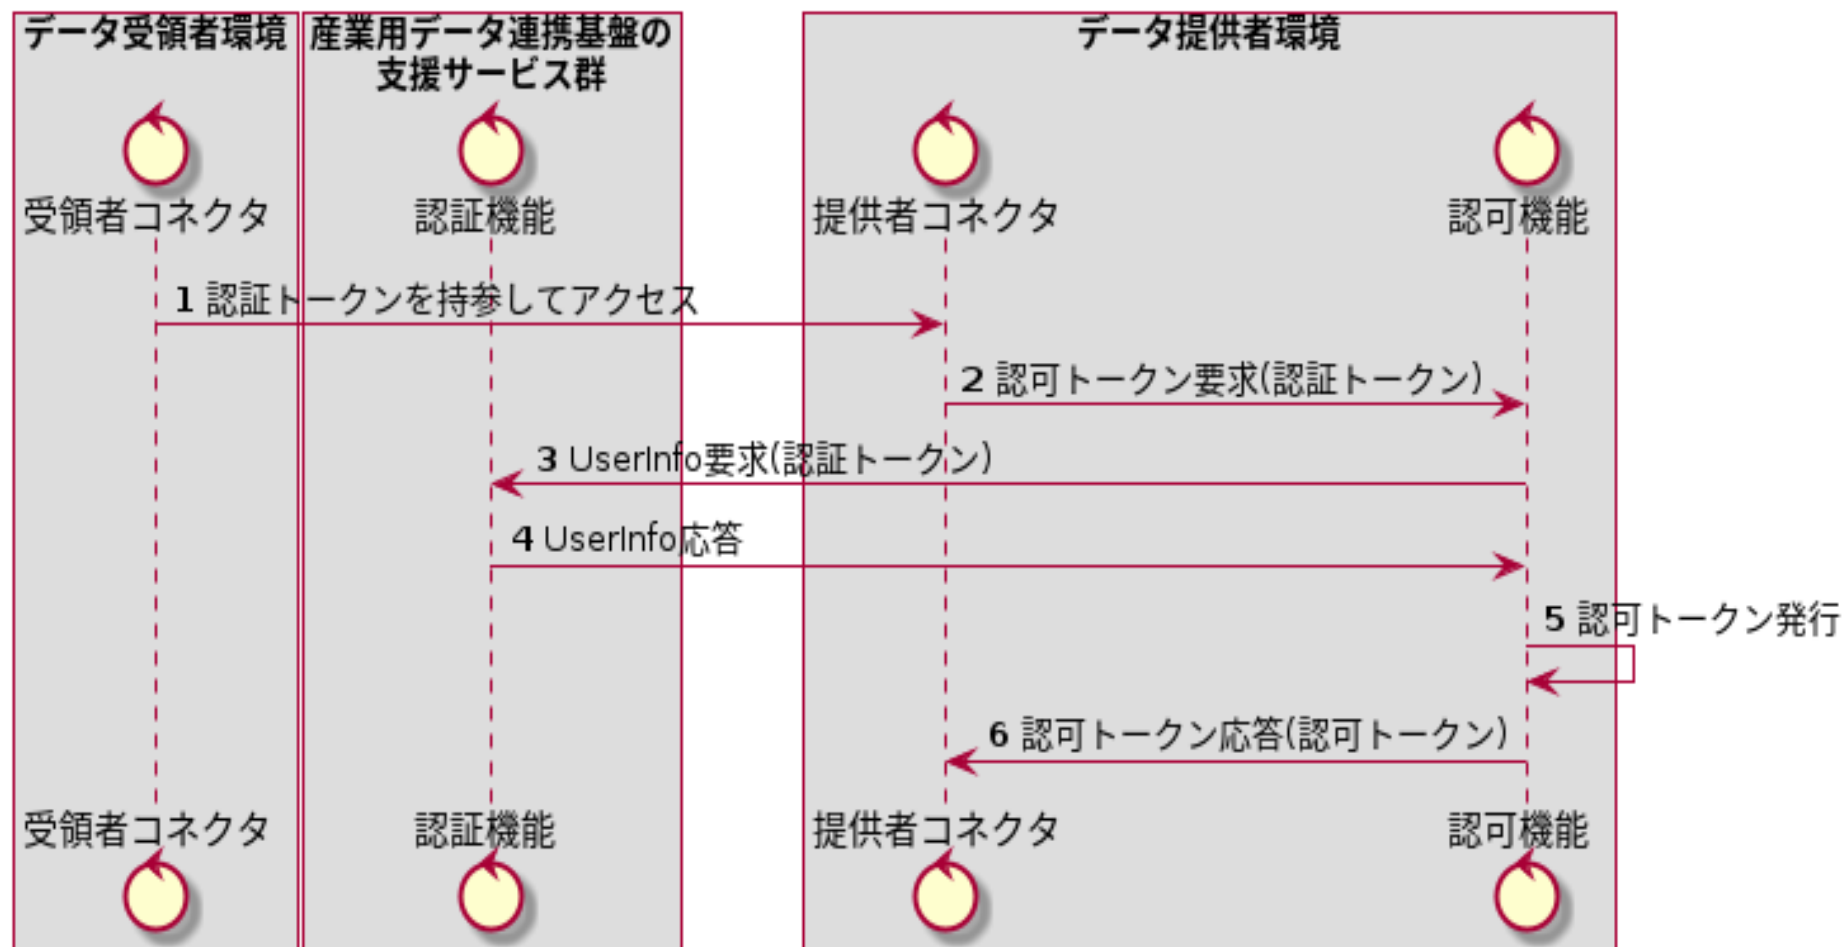 データ受領者環境
産業用データ連携基盤の
支援サービス群
データ提供者環境
受領者コネクタ
認証機能
提供者コネクタ
認可機能
1 認証トークンを持参してアクセス
2 認可トークン要求(認証トークン)
3 UserInfo要求(認証トークン)
4 UserInfo応答
5 認可トークン発行
6 認可トークン応答(認可トークン)
受領者コネクタ
認証機能
提供者コネクタ
認可機能